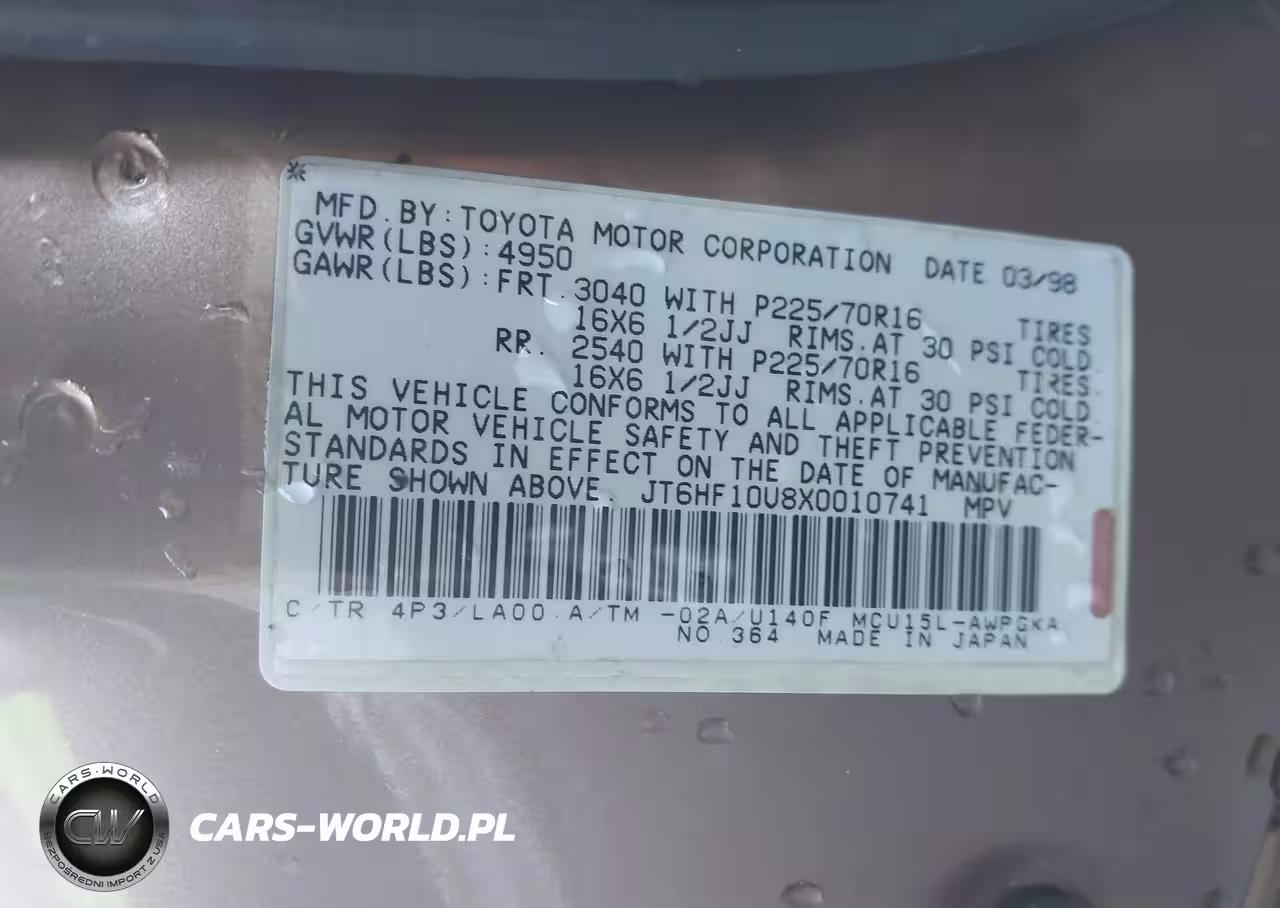 MFD.BY:TOYOTA MOTOR CORPORATION DATE 03/98
GVWR(LBS):4950
GAWR(LBS):FRT.3040 WITH P225/70R16 TIRES
16X6 1/2JJ RIMS.AT 30 PSI COLD.
RR. 2540 WITH P225/70R16 TIRES.
16X6 1/2JJ RIMS.AT 30 PSI COLD.
THIS VEHICLE CONFORMS TO ALL APPLICABLE FEDER-
AL MOTOR VEHICLE SAFETY AND THEFT PREVENTION
STANDARDS IN EFFECT ON THE DATE OF MANUFAC-
TURE SHOWN ABOVE. JT6HF10U8X0010741 MPV
C/TR 4P3/LA00 A/TM -02A/U140F MCU15L-AWPGKA
NO.364 MADE IN JAPAN
CARS-WORLD
CW
BEZPOŚREDNI IMPORT Z USA
CARS-WORLD.PL